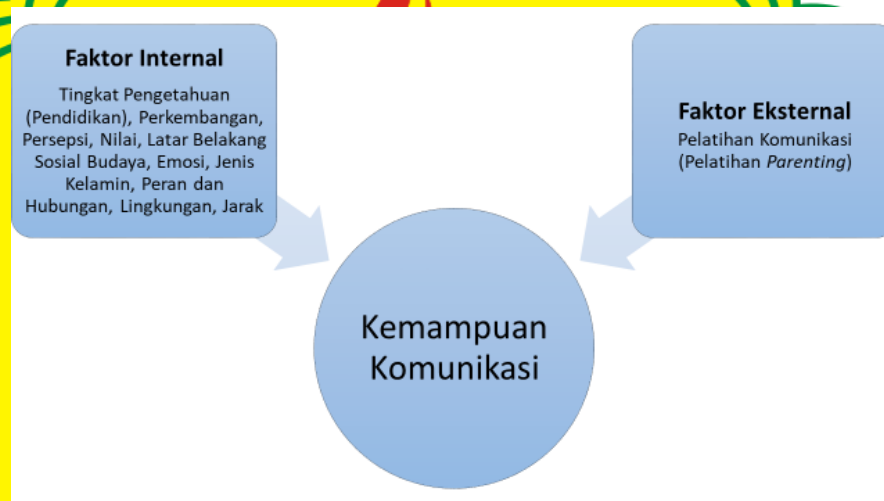 Faktor Internal
Tingkat Pengetahuan
(Pendidikan), Perkembangan,
Persepsi, Nilai, Latar Belakang
Sosial Budaya, Emosi, Jenis
Kelamin, Peran dan
Hubungan, Lingkungan, Jarak
Faktor Eksternal
Pelatihan Komunikasi
(Pelatihan Parenting)
Kemampuan
Komunikasi